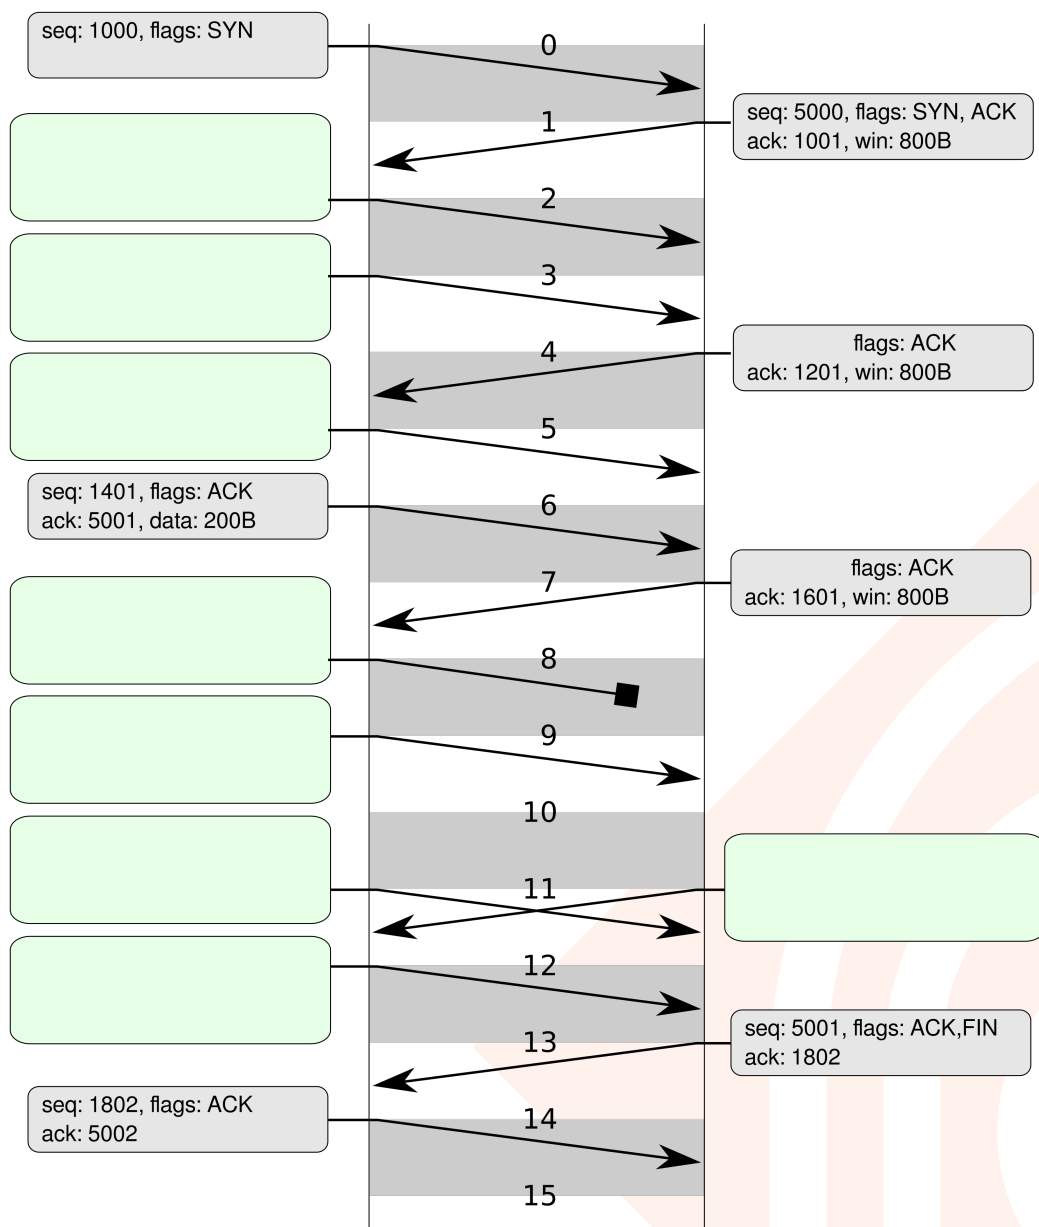 seq: 1000, flags: SYN
0
seq: 5000, flags: SYN, ACK
ack: 1001, win: 800B
1
2
3
flags: ACK
ack: 1201, win: 800B
4
5
seq: 1401, flags: ACK
ack: 5001, data: 200B
6
flags: ACK
ack: 1601, win: 800B
7
8
9
10
11
12
seq: 5001, flags: ACK,FIN
ack: 1802
13
seq: 1802, flags: ACK
ack: 5002
14
15